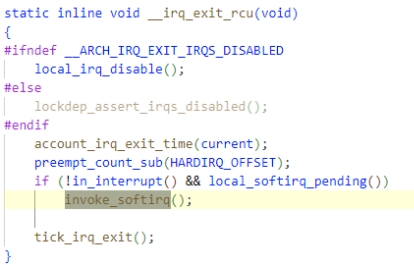 static inline void __irq_exit_rcu(void)
{
#ifndef __ARCH_IRQ_EXIT_IRQS_DISABLED
    local_irq_disable();
#else
    lockdep_assert_irqs_disabled();
#endif
    account_irq_exit_time(current);
    preempt_count_sub(HARDIRQ_OFFSET);
    if (!in_interrupt() && local_softirq_pending())
        invoke_softirq();
    tick_irq_exit();
}